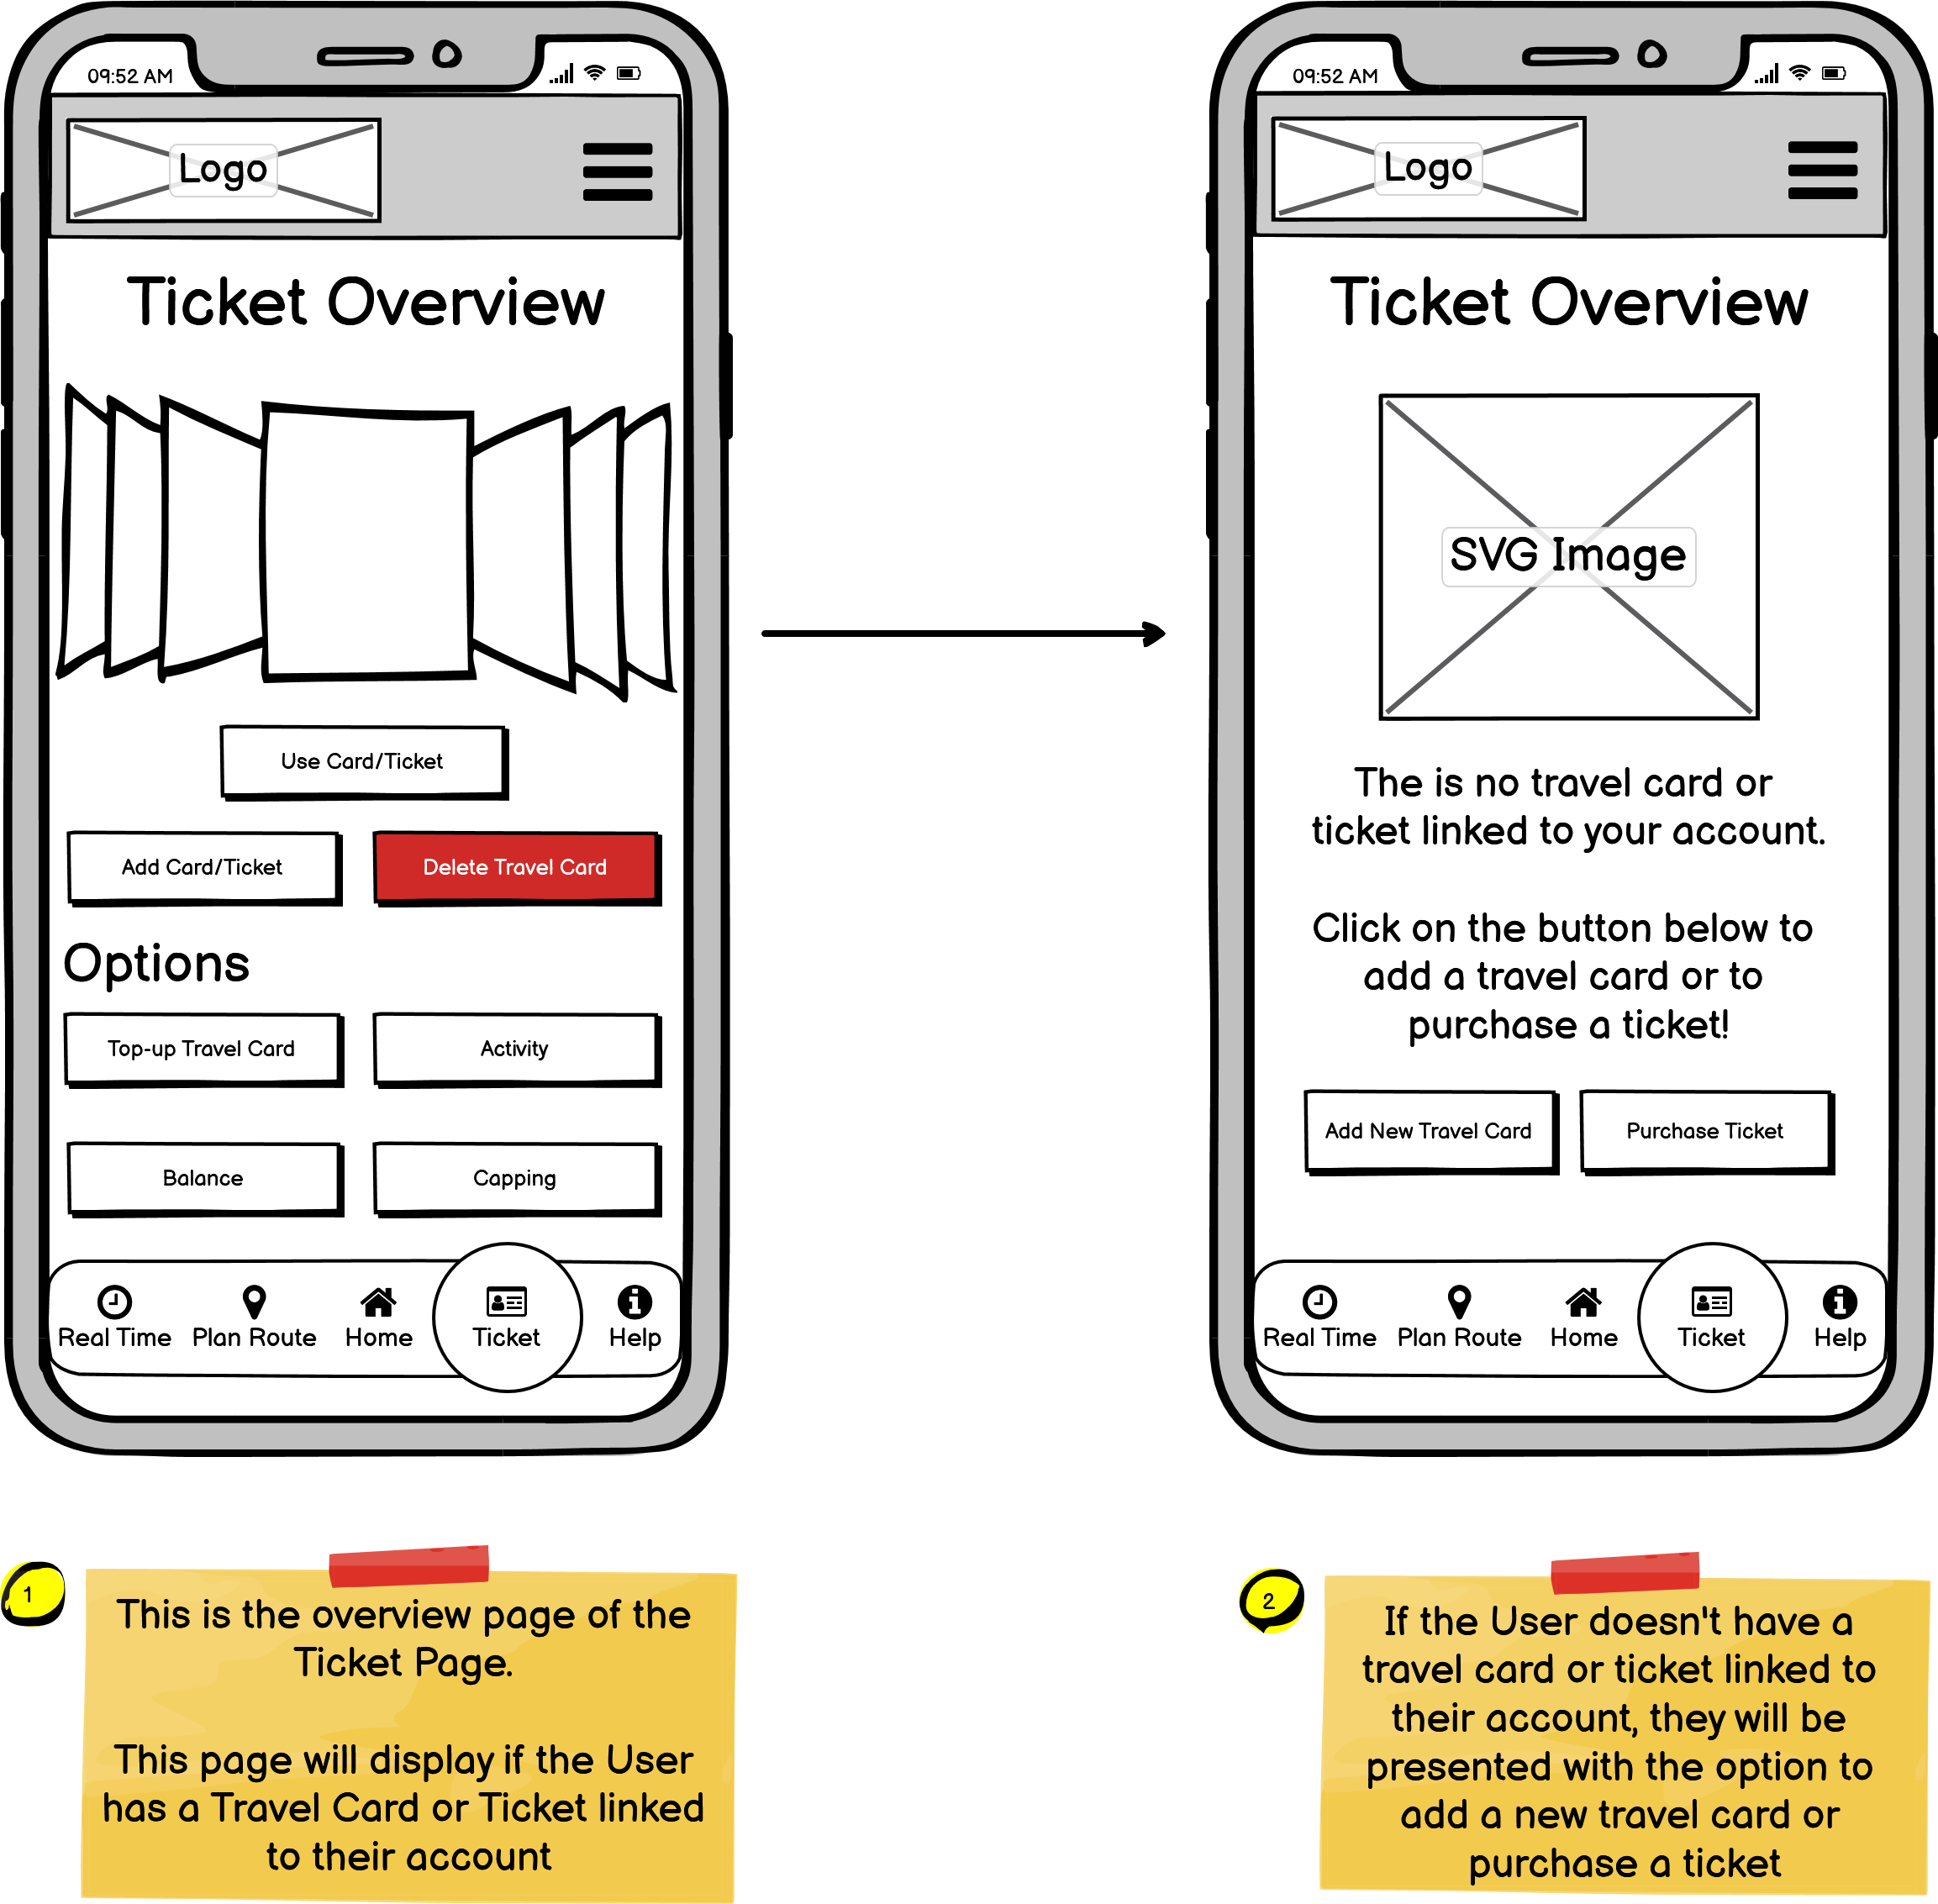 09:52 AM
Logo
Ticket Overview
Use Card/Ticket
Add Card/Ticket
Delete Travel Card
Options
Top-up Travel Card
Activity
Balance
Capping
Real Time
Plan Route
Home
Ticket
Help
09:52 AM
Logo
Ticket Overview
SVG Image
The is no travel card or
ticket linked to your account.
Click on the button below to
add a travel card or to
purchase a ticket!
Add New Travel Card
Purchase Ticket
Real Time
Plan Route
Home
Ticket
Help
1
This is the overview page of the
Ticket Page.
This page will display if the User
has a Travel Card or Ticket linked
to their account
2
If the User doesn't have a
travel card or ticket linked to
their account, they will be
presented with the option to
add a new travel card or
purchase a ticket